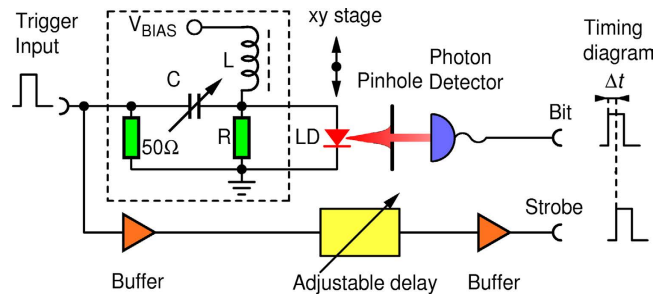 Trigger
Input
V_BIAS
C
L
50Ω
R
LD
xy stage
Pinhole
Photon
Detector
Timing
diagram
Δt
Bit
Strobe
Buffer
Adjustable delay
Buffer